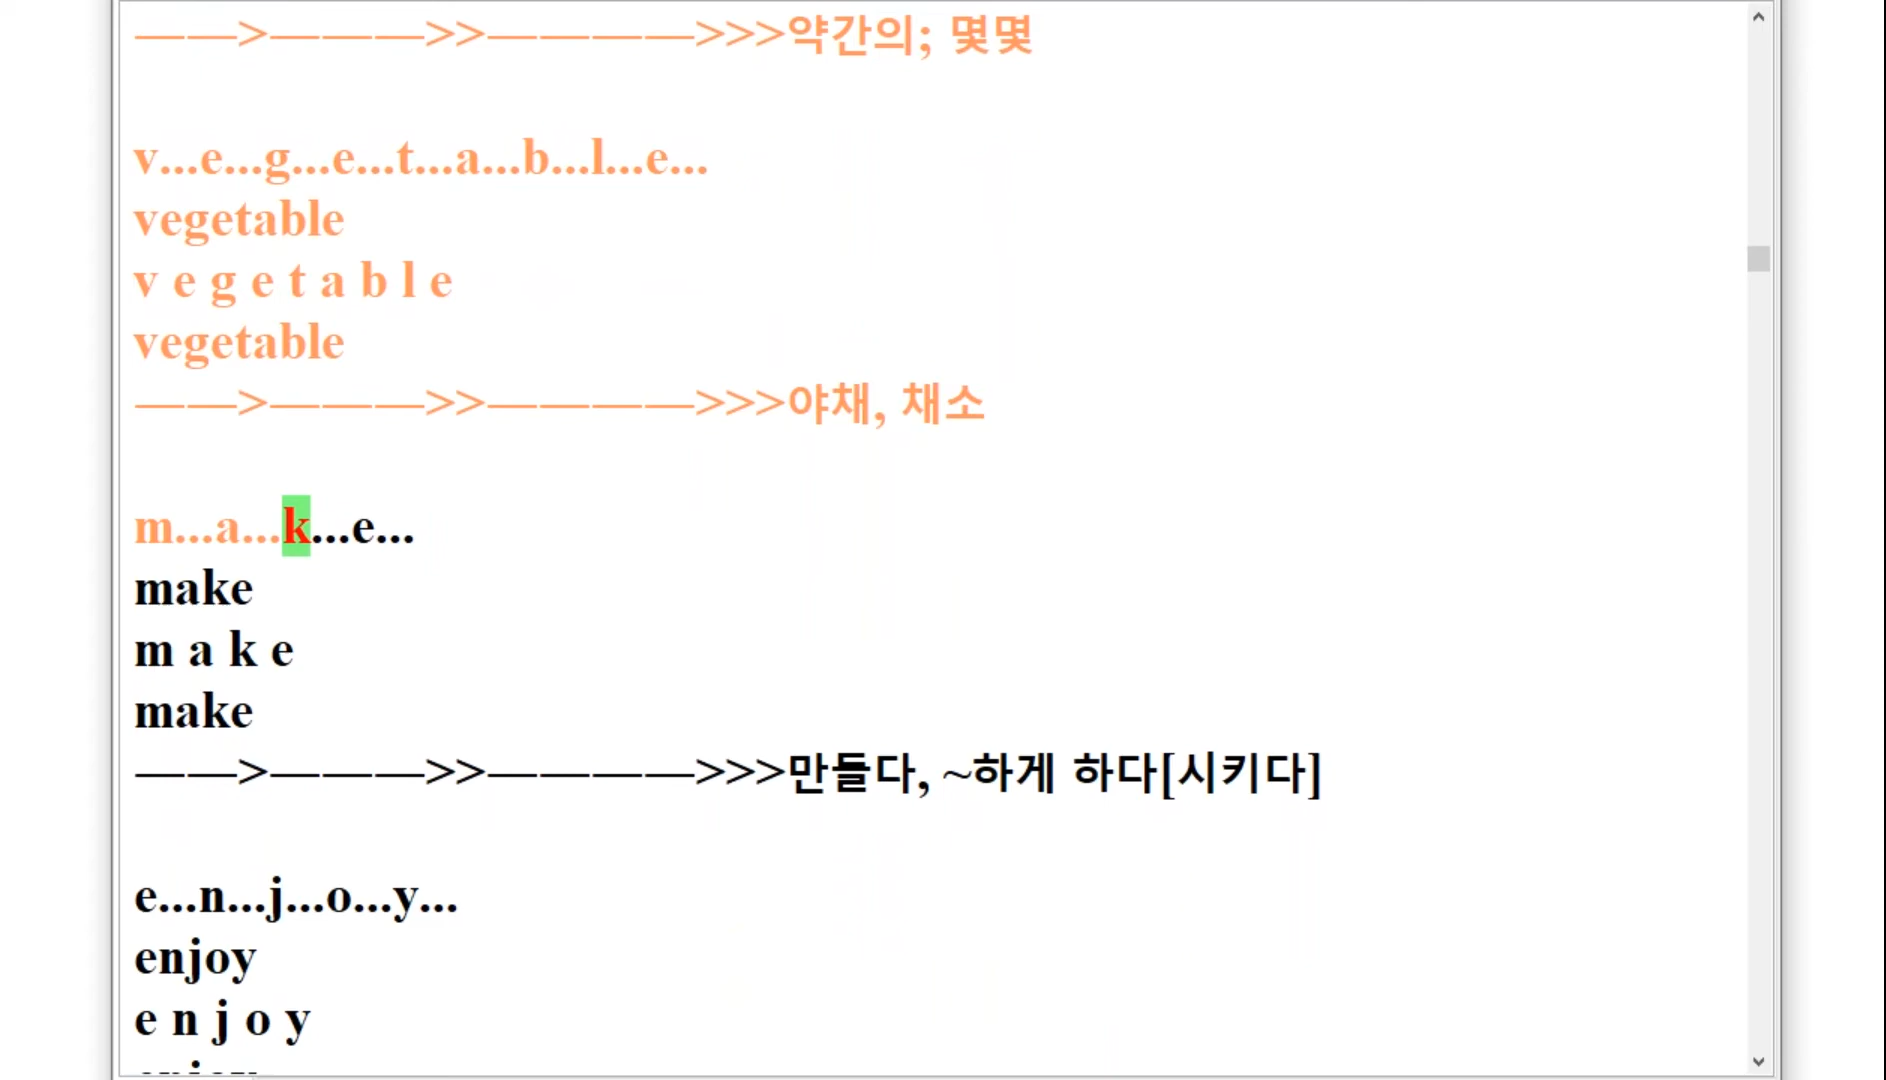 ——>———>>————>>>약간의; 몇몇
v...e...g...e...t...a...b...l...e...
vegetable
v e g e t a b l e
vegetable
——>———>>————>>>야채, 채소
m...a...k...e...
make
m a k e
make
——>———>>————>>>만들다, ~하게 하다[시키다]
e...n...j...o...y...
enjoy
e n j o y